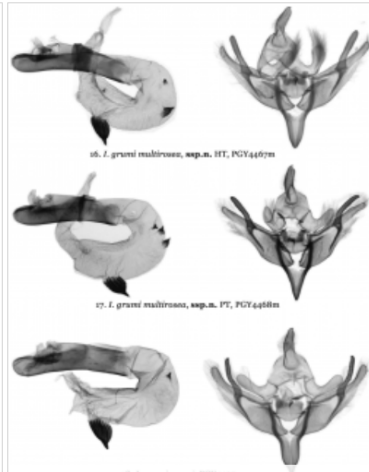 16. I. grumi multirosea, ssp.n. HT, PGY4467m
17. I. grumi multirosea, ssp.n. PT, PGY4468m